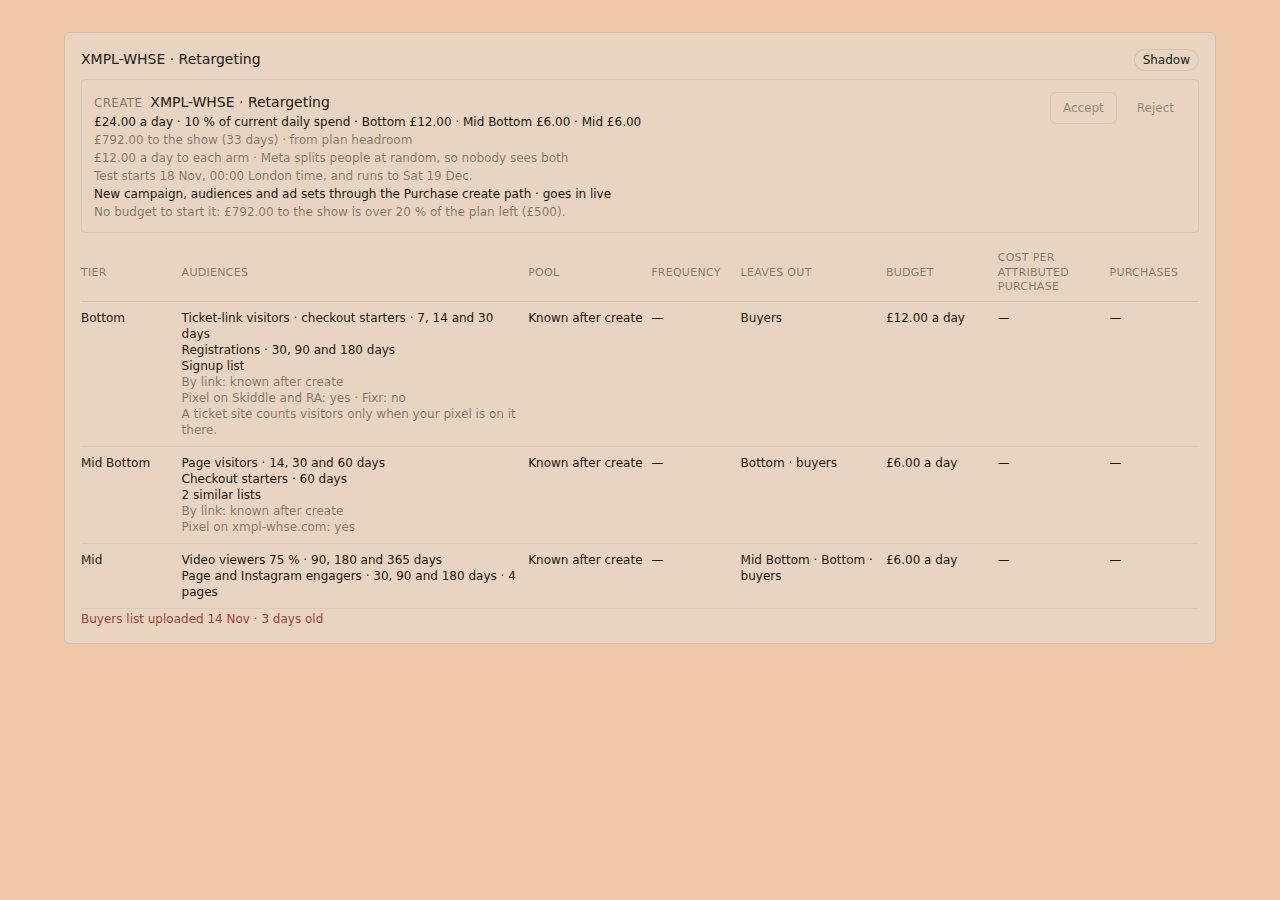 XMPL-WHSE · Retargeting
Shadow
CREATE XMPL-WHSE · Retargeting
Accept
Reject
£24.00 a day · 10 % of current daily spend · Bottom £12.00 · Mid Bottom £6.00 · Mid £6.00
£792.00 to the show (33 days) · from plan headroom
£12.00 a day to each arm · Meta splits people at random, so nobody sees both
Test starts 18 Nov, 00:00 London time, and runs to Sat 19 Dec.
New campaign, audiences and ad sets through the Purchase create path · goes in live
No budget to start it: £792.00 to the show is over 20 % of the plan left (£500).
TIER
AUDIENCES
POOL
FREQUENCY
LEAVES OUT
BUDGET
COST PER
ATTRIBUTED
PURCHASE
PURCHASES
Bottom
Ticket-link visitors · checkout starters · 7, 14 and 30
days
Registrations · 30, 90 and 180 days
Signup list
By link: known after create
Pixel on Skiddle and RA: yes · Fixr: no
A ticket site counts visitors only when your pixel is on it
there.
Known after create
—
Buyers
£12.00 a day
—
—
Mid Bottom
Page visitors · 14, 30 and 60 days
Checkout starters · 60 days
2 similar lists
By link: known after create
Pixel on xmpl-whse.com: yes
Known after create
—
Bottom · buyers
£6.00 a day
—
—
Mid
Video viewers 75 % · 90, 180 and 365 days
Page and Instagram engagers · 30, 90 and 180 days · 4
pages
Known after create
—
Mid Bottom · Bottom ·
buyers
£6.00 a day
—
—
Buyers list uploaded 14 Nov · 3 days old